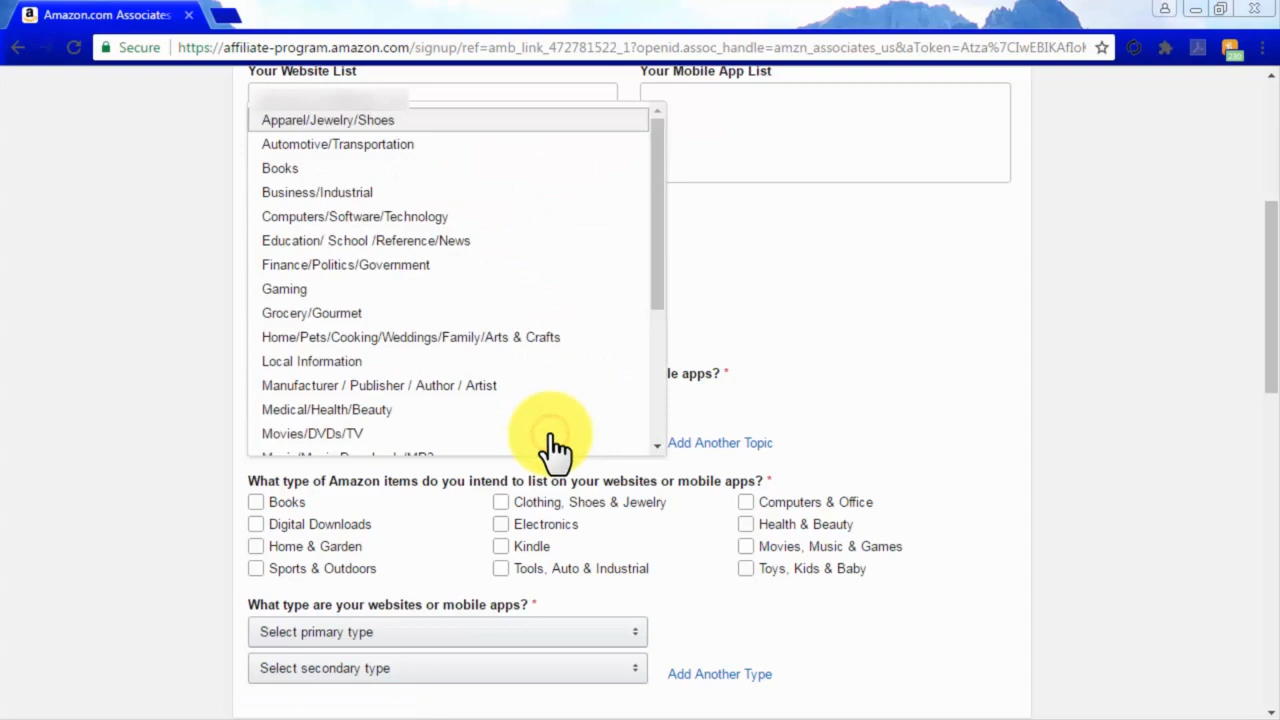 Amazon.com Associates
Secure
https://affiliate-program.amazon.com/signup/ref=amb_link_472781522_1?openid.assoc_handle=amzn_associates_us&aToken=Atza%7CIwEBIKAfIoH
230
Your Website List
Your Mobile App List
Apparel/Jewelry/Shoes
Automotive/Transportation
Books
Business/Industrial
Computers/Software/Technology
Education/ School /Reference/News
Finance/Politics/Government
Gaming
Grocery/Gourmet
Home/Pets/Cooking/Weddings/Family/Arts & Crafts
Local Information
Manufacturer / Publisher / Author / Artist
Medical/Health/Beauty
Movies/DVDs/TV
le apps? *
Add Another Topic
What type of Amazon items do you intend to list on your websites or mobile apps? *
Books
Clothing, Shoes & Jewelry
Computers & Office
Digital Downloads
Electronics
Health & Beauty
Home & Garden
Kindle
Movies, Music & Games
Sports & Outdoors
Tools, Auto & Industrial
Toys, Kids & Baby
What type are your websites or mobile apps? *
Select primary type
Select secondary type
Add Another Type